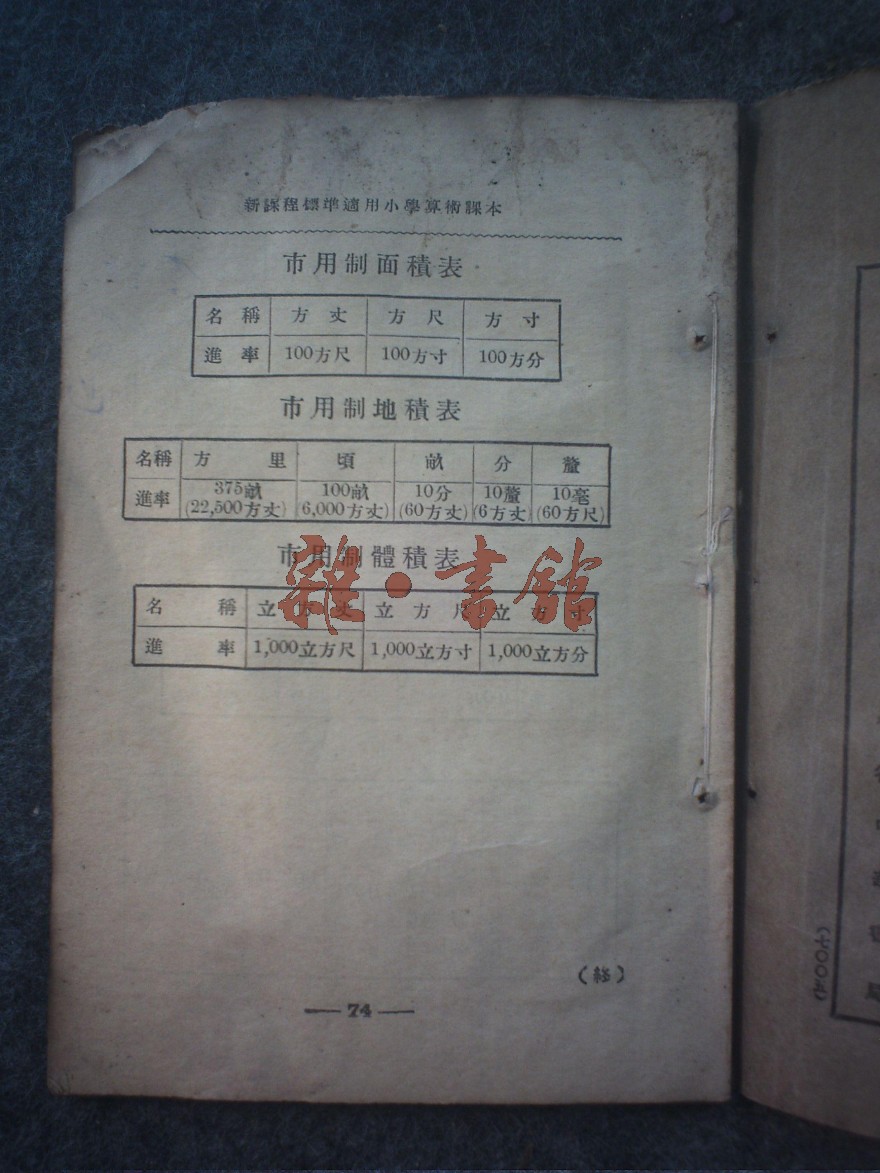 新課程標準適用小學算術課本
市用制面積表
名稱 方丈 方尺 方寸
進率 100方尺 100方寸 100方分
市用制地積表
名稱 方里 頃 畝 分 釐
進率 375畝 100畝 10分 10釐 10毫
(22,500方丈) (6,000方丈) (60方丈) (6方丈) (60方尺)
市用制體積表
雜·書館
名稱 立方丈 立方尺 立方寸
進率 1,000立方尺 1,000立方寸 1,000立方分
— 74 —